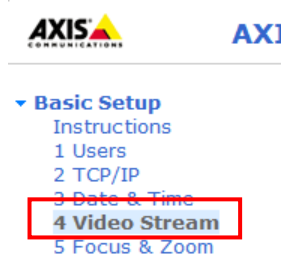 AXIS
COMMUNICATIONS
AXI
Basic Setup
Instructions
1 Users
2 TCP/IP
3 Date & Time
4 Video Stream
5 Focus & Zoom